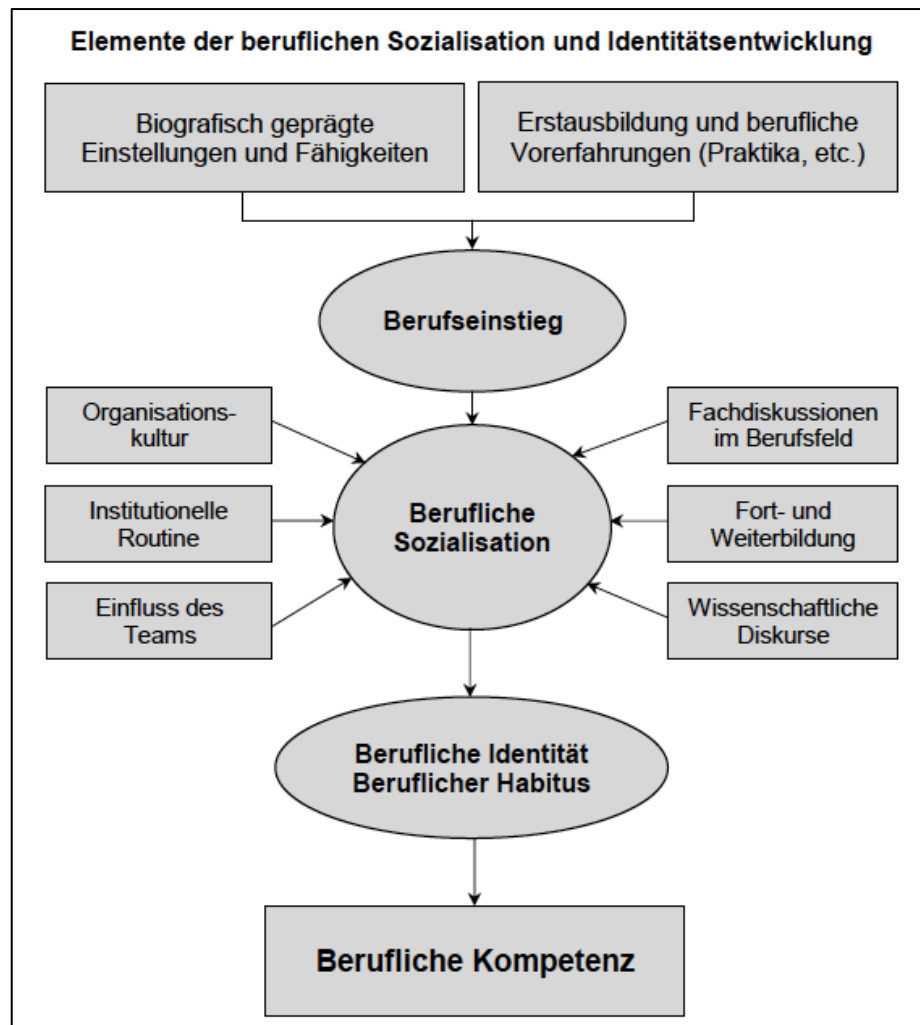 Elemente der beruflichen Sozialisation und Identitätsentwicklung
Biografisch geprägte
Einstellungen und Fähigkeiten
Erstausbildung und berufliche
Vorerfahrungen (Praktika, etc.)
Berufseinstieg
Organisations-
kultur
Institutionelle
Routine
Einfluss des
Teams
Berufliche
Sozialisation
Fachdiskussionen
im Berufsfeld
Fort- und
Weiterbildung
Wissenschaftliche
Diskurse
Berufliche Identität
Beruflicher Habitus
Berufliche Kompetenz